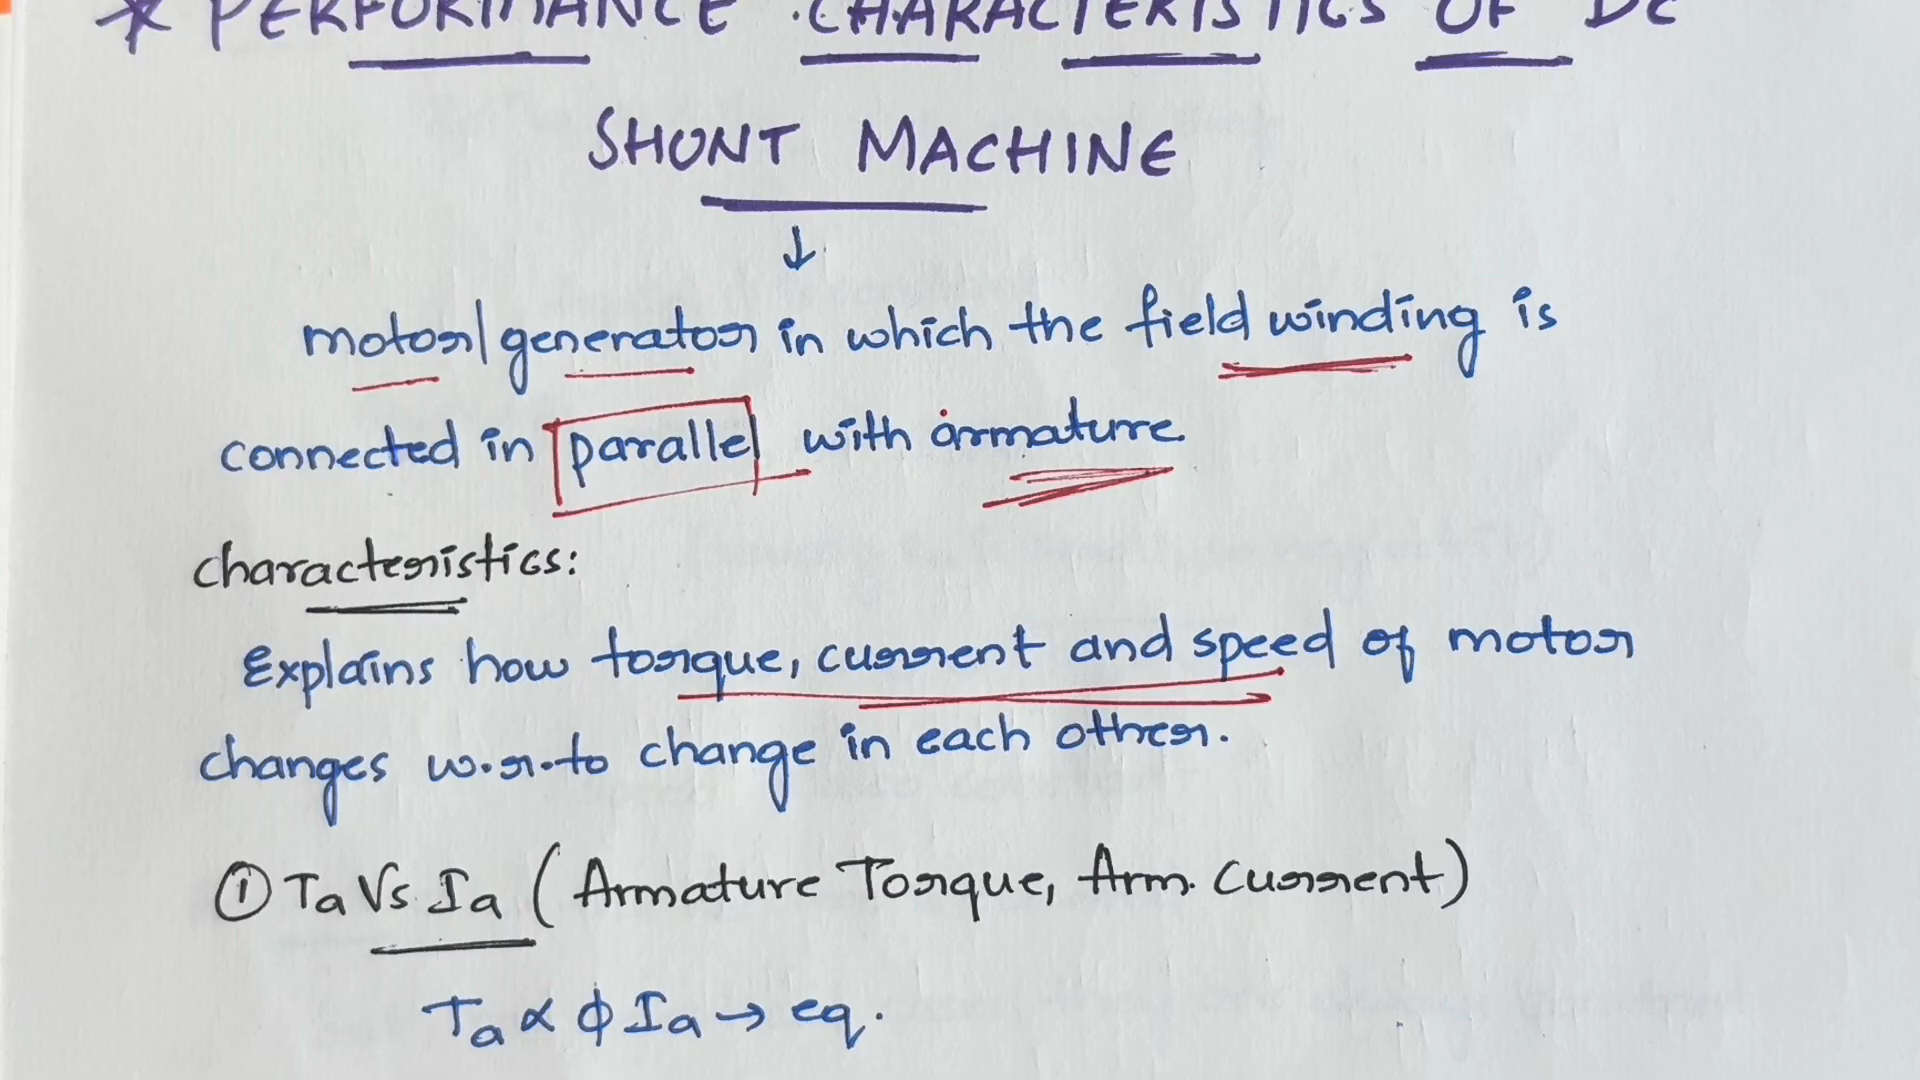 * PERFORMANCE CHARACTERISTICS OF DC
SHUNT MACHINE
↓
motor/generator in which the field winding is
connected in parallel with armature.
characteristics:
Explains how torque, current and speed of motor
changes w.r.to change in each other.
① Ta Vs Ia (Armature Torque, Arm. Current)
Ta ∝ ϕ Ia → eq.